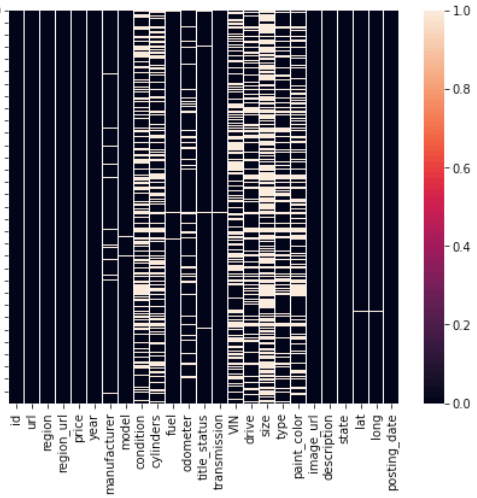 1.0
0.8
0.6
0.4
0.2
0.0
id
url
region
region_url
price
year
manufacturer
model
condition
cylinders
fuel
odometer
title_status
transmission
VIN
drive
size
type
paint_color
image_url
description
state
lat
long
posting_date